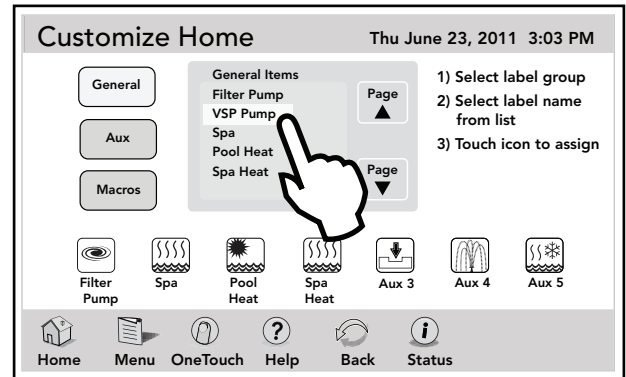 Customize Home
Thu June 23, 2011 3:03 PM
General
Aux
Macros
General Items
Filter Pump
VSP Pump
Spa
Pool Heat
Spa Heat
Page
Page
1) Select label group
2) Select label name
from list
3) Touch icon to assign
Filter
Pump
Spa
Pool
Heat
Spa
Heat
Aux 3
Aux 4
Aux 5
?
i
Home
Menu
OneTouch
Help
Back
Status